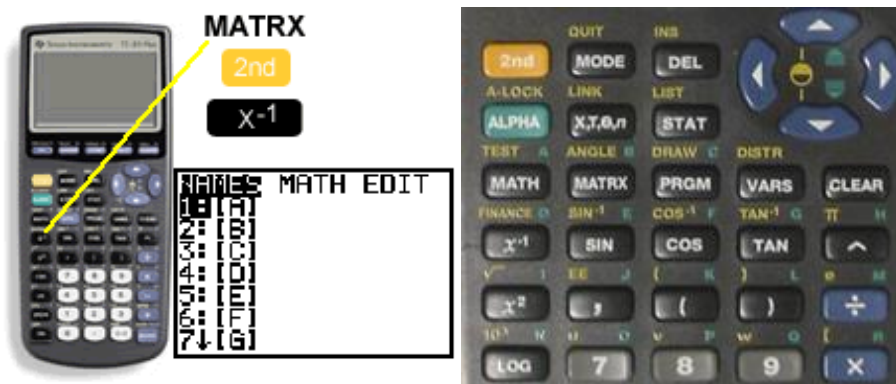 MATRX
2nd
X-1
NAMES MATH EDIT
1:[A]
2:[B]
3:[C]
4:[D]
5:[E]
6:[F]
7↓[G]
QUIT INS
2nd MODE DEL
A-LOCK LINK LIST
ALPHA X,T,θ,n STAT
TEST A ANGLE B DRAW C DISTR
MATH MATRX PRGM VARS CLEAR
FINANCE D SIN-1 E COS-1 F TAN-1 G π H
x-1 SIN COS TAN ^
√ I EE J { K } L e M
x2 , ( ) ÷
10x N u O v P w Q [ R
LOG 7 8 9 ×